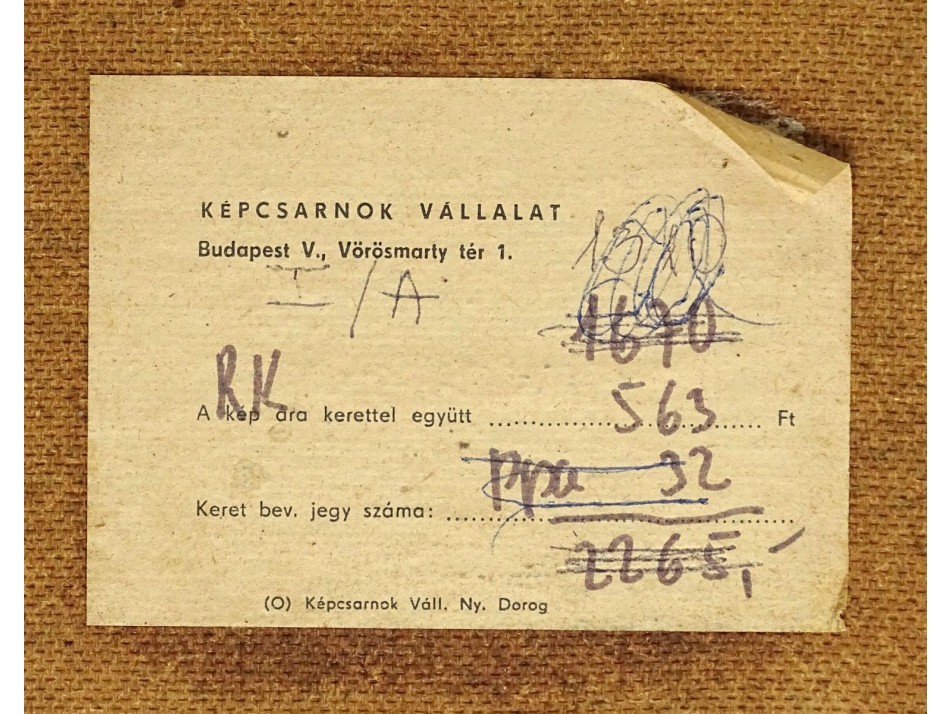 KÉPCSARNOK VÁLLALAT
Budapest V., Vörösmarty tér 1.
I/A
1670
RK
A kép ára kerettel együtt 563 Ft
ppa 32
Keret bev. jegy száma:
2265,-
(O) Képcsarnok Váll. Ny. Dorog